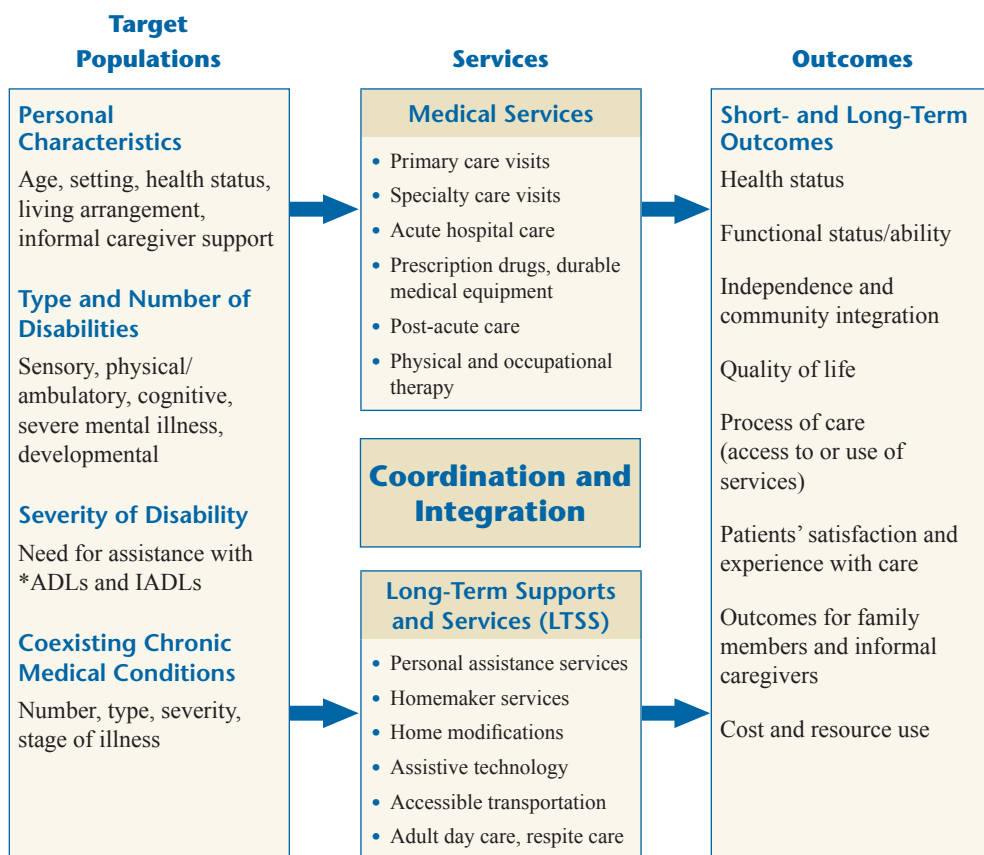 Target
Populations
Services
Outcomes
Personal
Characteristics
Age, setting, health status,
living arrangement,
informal caregiver support
Type and Number of
Disabilities
Sensory, physical/
ambulatory, cognitive,
severe mental illness,
developmental
Severity of Disability
Need for assistance with
*ADLs and IADLs
Coexisting Chronic
Medical Conditions
Number, type, severity,
stage of illness
Medical Services
• Primary care visits
• Specialty care visits
• Acute hospital care
• Prescription drugs, durable
medical equipment
• Post-acute care
• Physical and occupational
therapy
Coordination and
Integration
Long-Term Supports
and Services (LTSS)
• Personal assistance services
• Homemaker services
• Home modifications
• Assistive technology
• Accessible transportation
• Adult day care, respite care
Short- and Long-Term
Outcomes
Health status
Functional status/ability
Independence and
community integration
Quality of life
Process of care
(access to or use of
services)
Patients' satisfaction and
experience with care
Outcomes for family
members and informal
caregivers
Cost and resource use